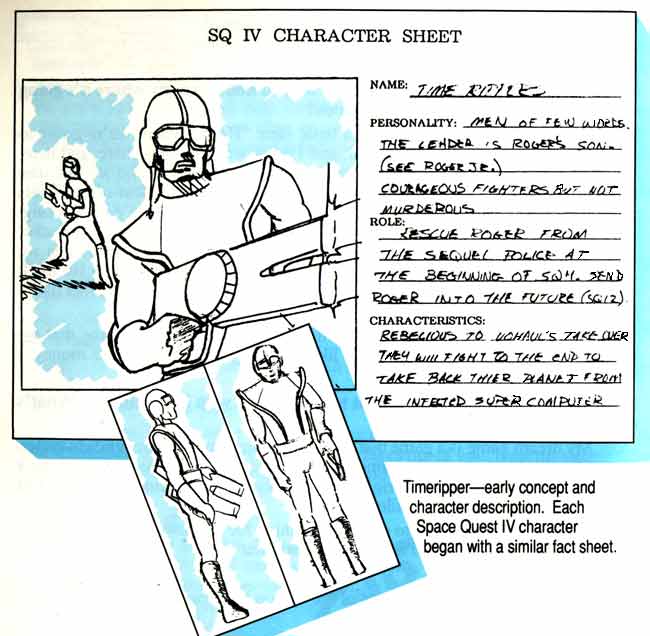 SQ IV CHARACTER SHEET
NAME: TIME RIPPER
PERSONALITY: MEN OF FEW WORDS.
THE LEADER IS ROGER'S SON.
(SEE ROGER JR.)
COURAGEOUS FIGHTERS BUT NOT
MURDEROUS
ROLE:
RESCUE ROGER FROM
THE SEQUEL POLICE AT
THE BEGINNING OF SQ4. SEND
ROGER INTO THE FUTURE (SQ12)
CHARACTERISTICS:
REBELIOUS TO VOHAUL'S TAKE OVER
THEY WILL FIGHT TO THE END TO
TAKE BACK THIER PLANET FROM
THE INFECTED SUPER COMPUTER
Timeripper—early concept and
character description. Each
Space Quest IV character
began with a similar fact sheet.